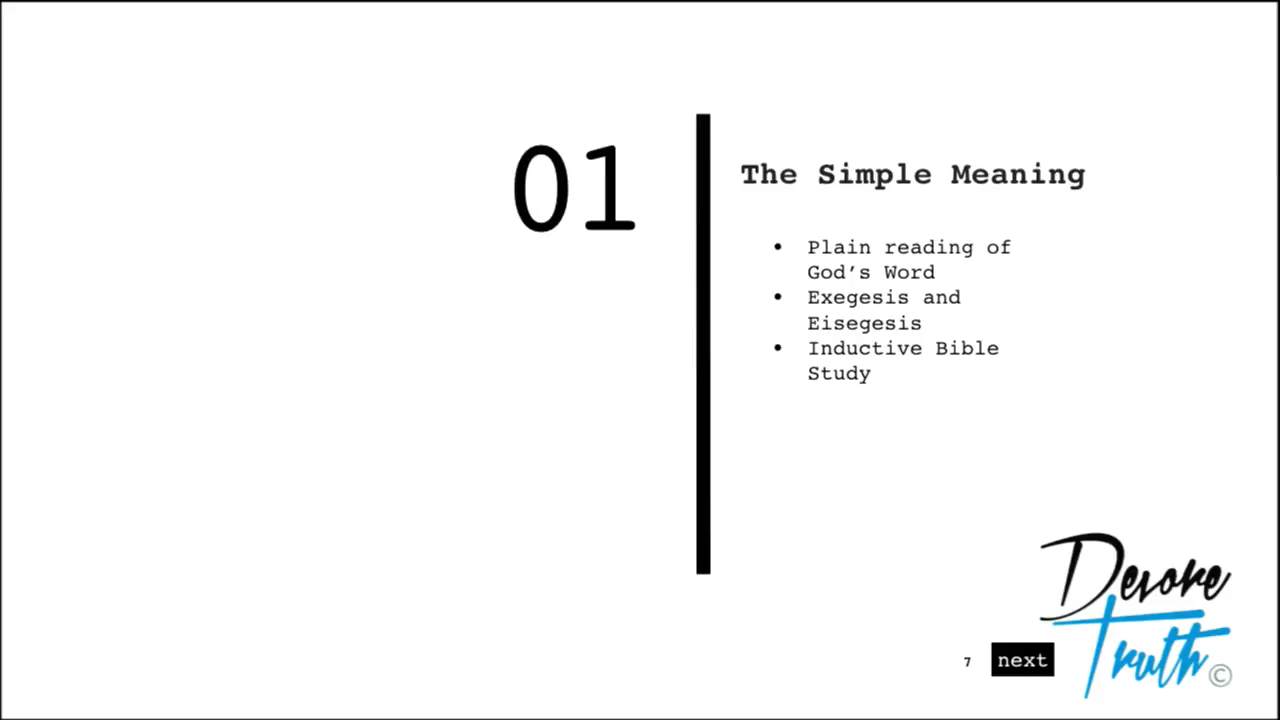 01
The Simple Meaning
• Plain reading of
God’s Word
• Exegesis and
Eisegesis
• Inductive Bible
Study
Devore
Truth ©
7 next